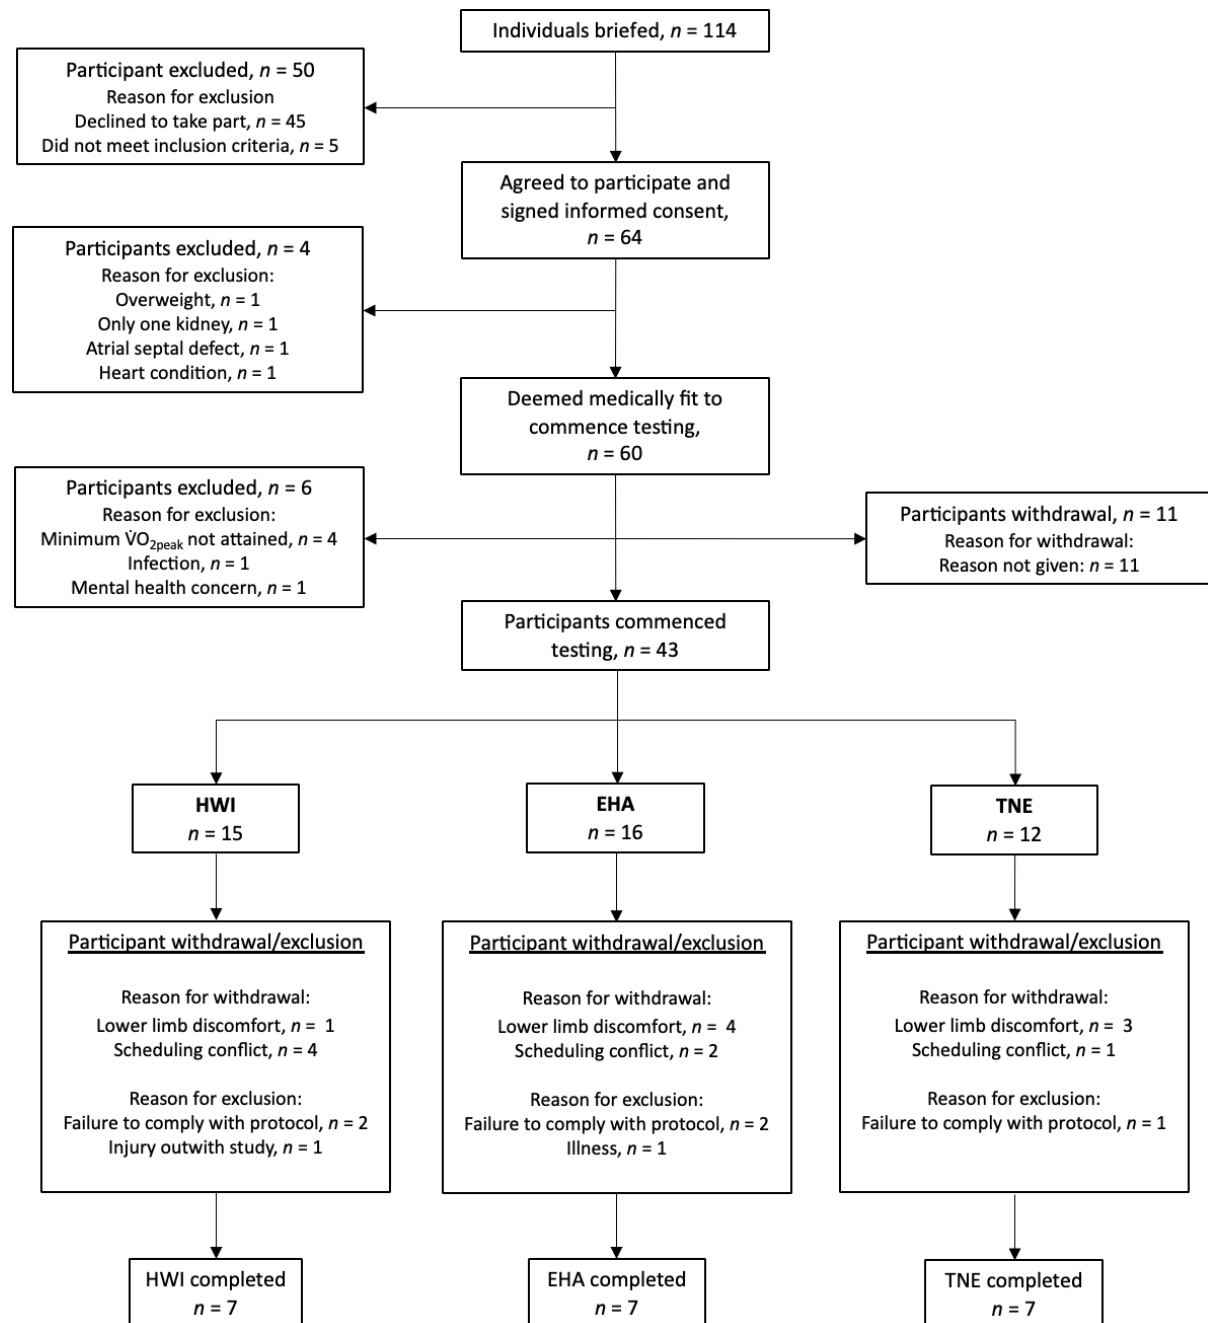 Individuals briefed, n = 114
Participant excluded, n = 50
Reason for exclusion
Declined to take part, n = 45
Did not meet inclusion criteria, n = 5
Agreed to participate and
signed informed consent,
n = 64
Participants excluded, n = 4
Reason for exclusion:
Overweight, n = 1
Only one kidney, n = 1
Atrial septal defect, n = 1
Heart condition, n = 1
Deemed medically fit to
commence testing,
n = 60
Participants excluded, n = 6
Reason for exclusion:
Minimum V̇O₂peak not attained, n = 4
Infection, n = 1
Mental health concern, n = 1
Participants withdrawal, n = 11
Reason for withdrawal:
Reason not given: n = 11
Participants commenced
testing, n = 43
HWI
n = 15
EHA
n = 16
TNE
n = 12
Participant withdrawal/exclusion
Reason for withdrawal:
Lower limb discomfort, n =  1
Scheduling conflict, n = 4
Reason for exclusion:
Failure to comply with protocol, n = 2
Injury outwith study, n = 1
Participant withdrawal/exclusion
Reason for withdrawal:
Lower limb discomfort, n =  4
Scheduling conflict, n = 2
Reason for exclusion:
Failure to comply with protocol, n = 2
Illness, n = 1
Participant withdrawal/exclusion
Reason for withdrawal:
Lower limb discomfort, n =  3
Scheduling conflict, n = 1
Reason for exclusion:
Failure to comply with protocol, n = 1
HWI completed
n = 7
EHA completed
n = 7
TNE completed
n = 7